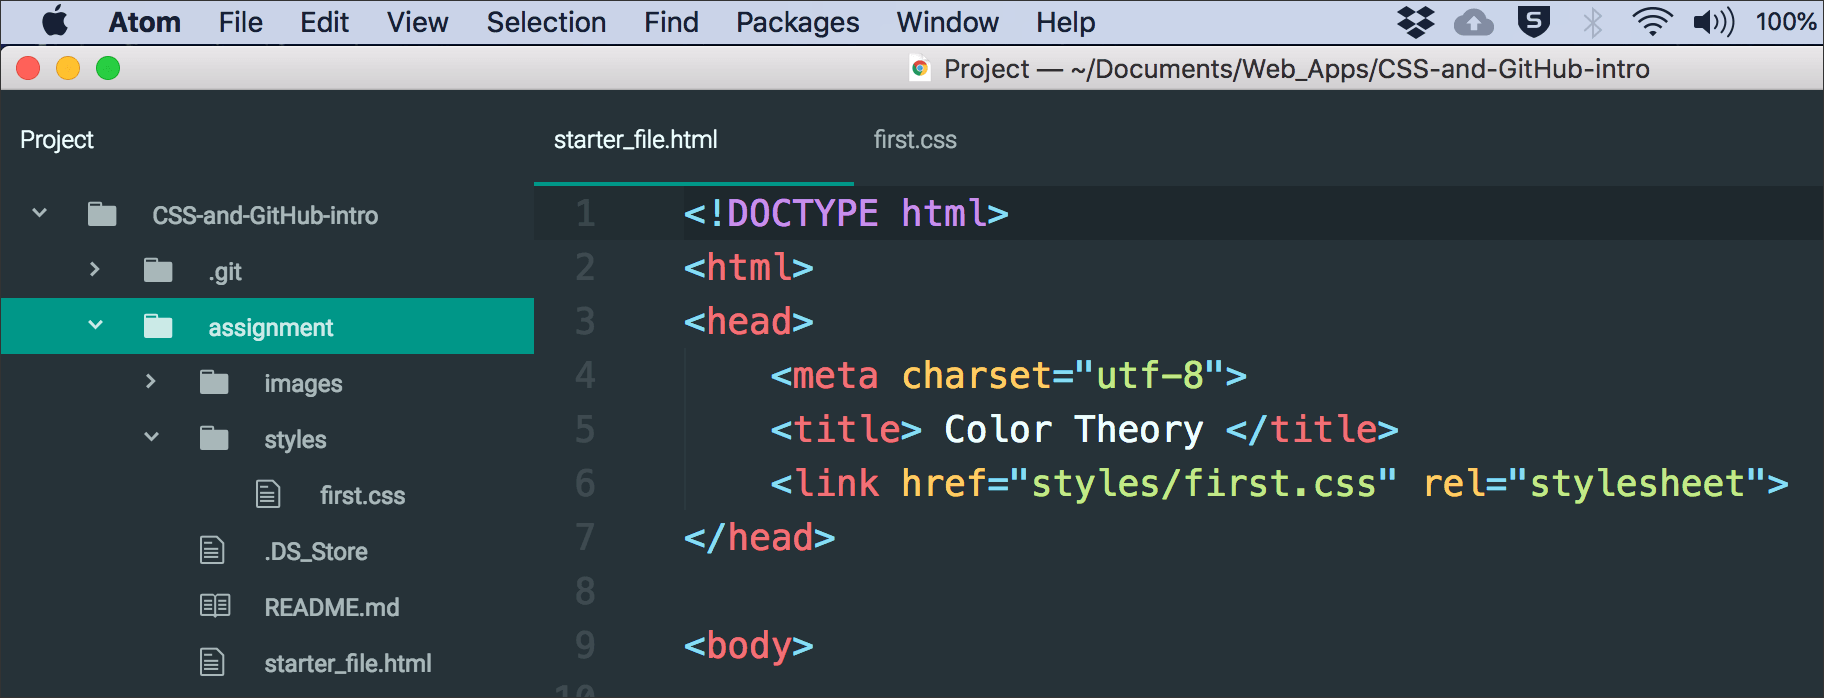 Atom File Edit View Selection Find Packages Window Help S 100%
Project — ~/Documents/Web_Apps/CSS-and-GitHub-intro
Project
CSS-and-GitHub-intro
.git
assignment
images
styles
first.css
.DS_Store
README.md
starter_file.html
starter_file.html first.css
1 <!DOCTYPE html>
2 <html>
3 <head>
4 <meta charset="utf-8">
5 <title> Color Theory </title>
6 <link href="styles/first.css" rel="stylesheet">
7 </head>
8
9 <body>
10